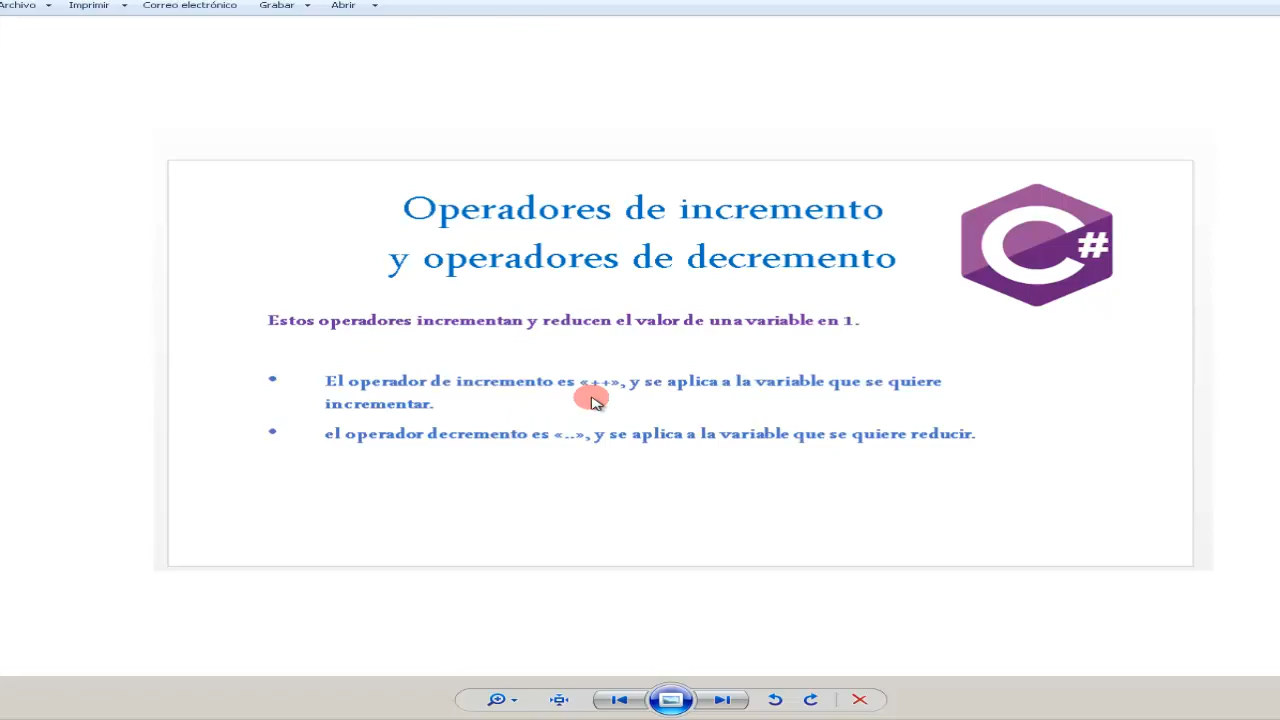 Archivo Imprimir Correo electrónico Grabar Abrir
Operadores de incremento
y operadores de decremento
C#
Estos operadores incrementan y reducen el valor de una variable en 1.
• El operador de incremento es «++», y se aplica a la variable que se quiere
incrementar.
• el operador decremento es «..», y se aplica a la variable que se quiere reducir.